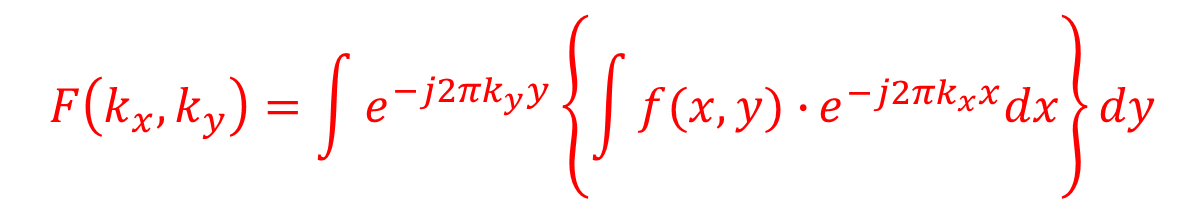 F(k_x, k_y) = ∫ e^{-j2πk_y y} {∫ f(x, y) · e^{-j2πk_x x} dx} dy